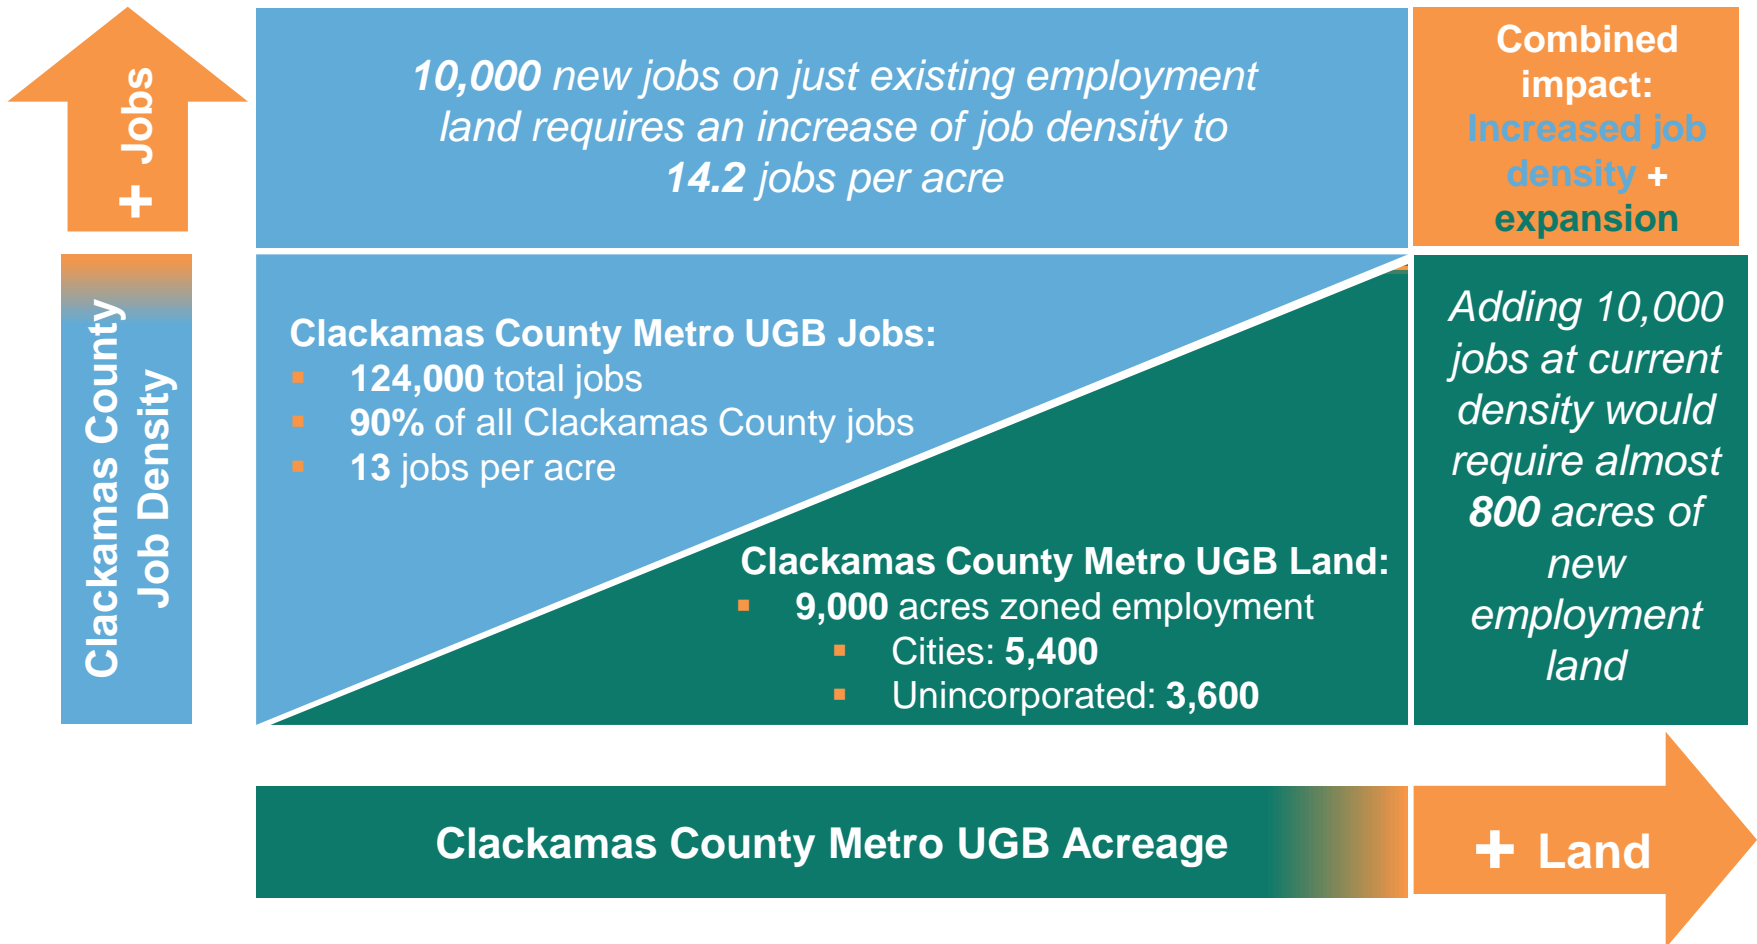 + Jobs
10,000 new jobs on just existing employment
land requires an increase of job density to
14.2 jobs per acre
Combined
impact:
Increased job
density +
expansion
Clackamas County
Job Density
Clackamas County Metro UGB Jobs:
▪ 124,000 total jobs
▪ 90% of all Clackamas County jobs
▪ 13 jobs per acre
Clackamas County Metro UGB Land:
▪ 9,000 acres zoned employment
▪ Cities: 5,400
▪ Unincorporated: 3,600
Adding 10,000
jobs at current
density would
require almost
800 acres of
new
employment
land
Clackamas County Metro UGB Acreage
+ Land